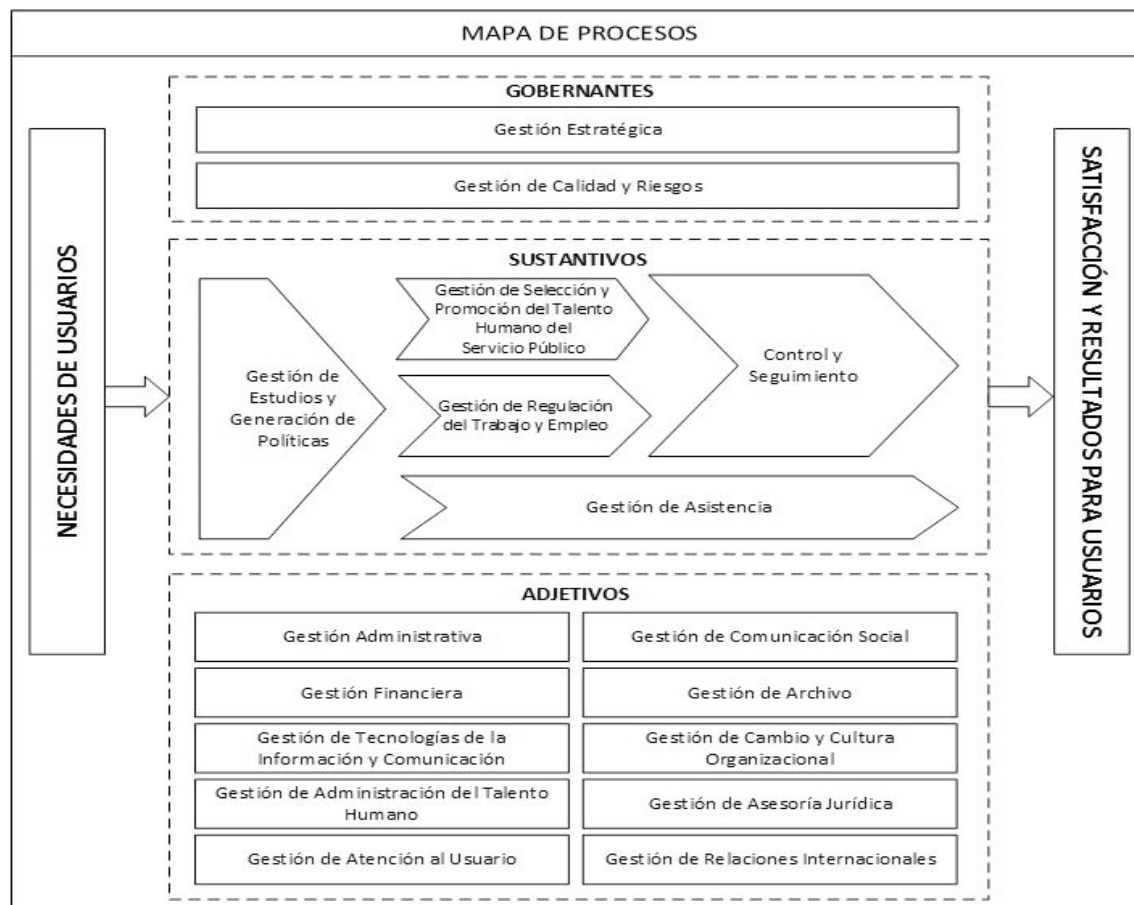 MAPA DE PROCESOS
NECESIDADES DE USUARIOS
GOBERNANTES
Gestión Estratégica
Gestión de Calidad y Riesgos
SUSTANTIVOS
Gestión de
Estudios y
Generación de
Políticas
Gestión de Selección y
Promoción del Talento
Humano del
Servicio Público
Gestión de Regulación
del Trabajo y Empleo
Control y
Seguimiento
Gestión de Asistencia
ADJETIVOS
Gestión Administrativa
Gestión de Comunicación Social
Gestión Financiera
Gestión de Archivo
Gestión de Tecnologías de la
Información y Comunicación
Gestión de Cambio y Cultura
Organizacional
Gestión de Administración del Talento
Humano
Gestión de Asesoría Jurídica
Gestión de Atención al Usuario
Gestión de Relaciones Internacionales
SATISFACCIÓN Y RESULTADOS PARA USUARIOS